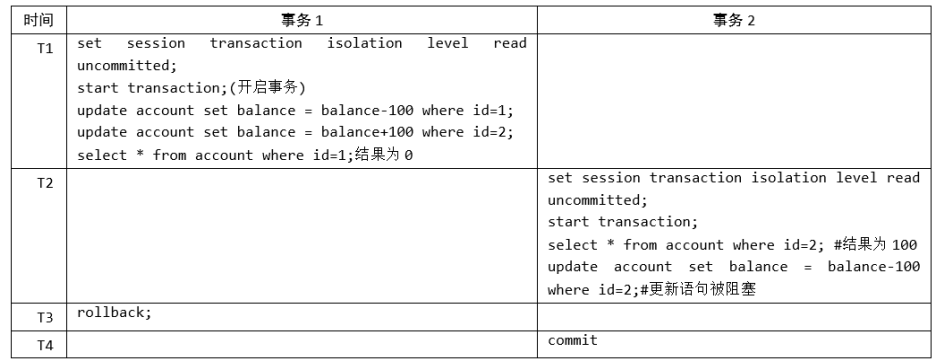 时间 事务 1 事务 2
T1 set session transaction isolation level read
uncommitted;
start transaction;(开启事务)
update account set balance = balance-100 where id=1;
update account set balance = balance+100 where id=2;
select * from account where id=1;结果为 0
T2 set session transaction isolation level read
uncommitted;
start transaction;
select * from account where id=2; #结果为 100
update account set balance = balance-100
where id=2;#更新语句被阻塞
T3 rollback;
T4 commit